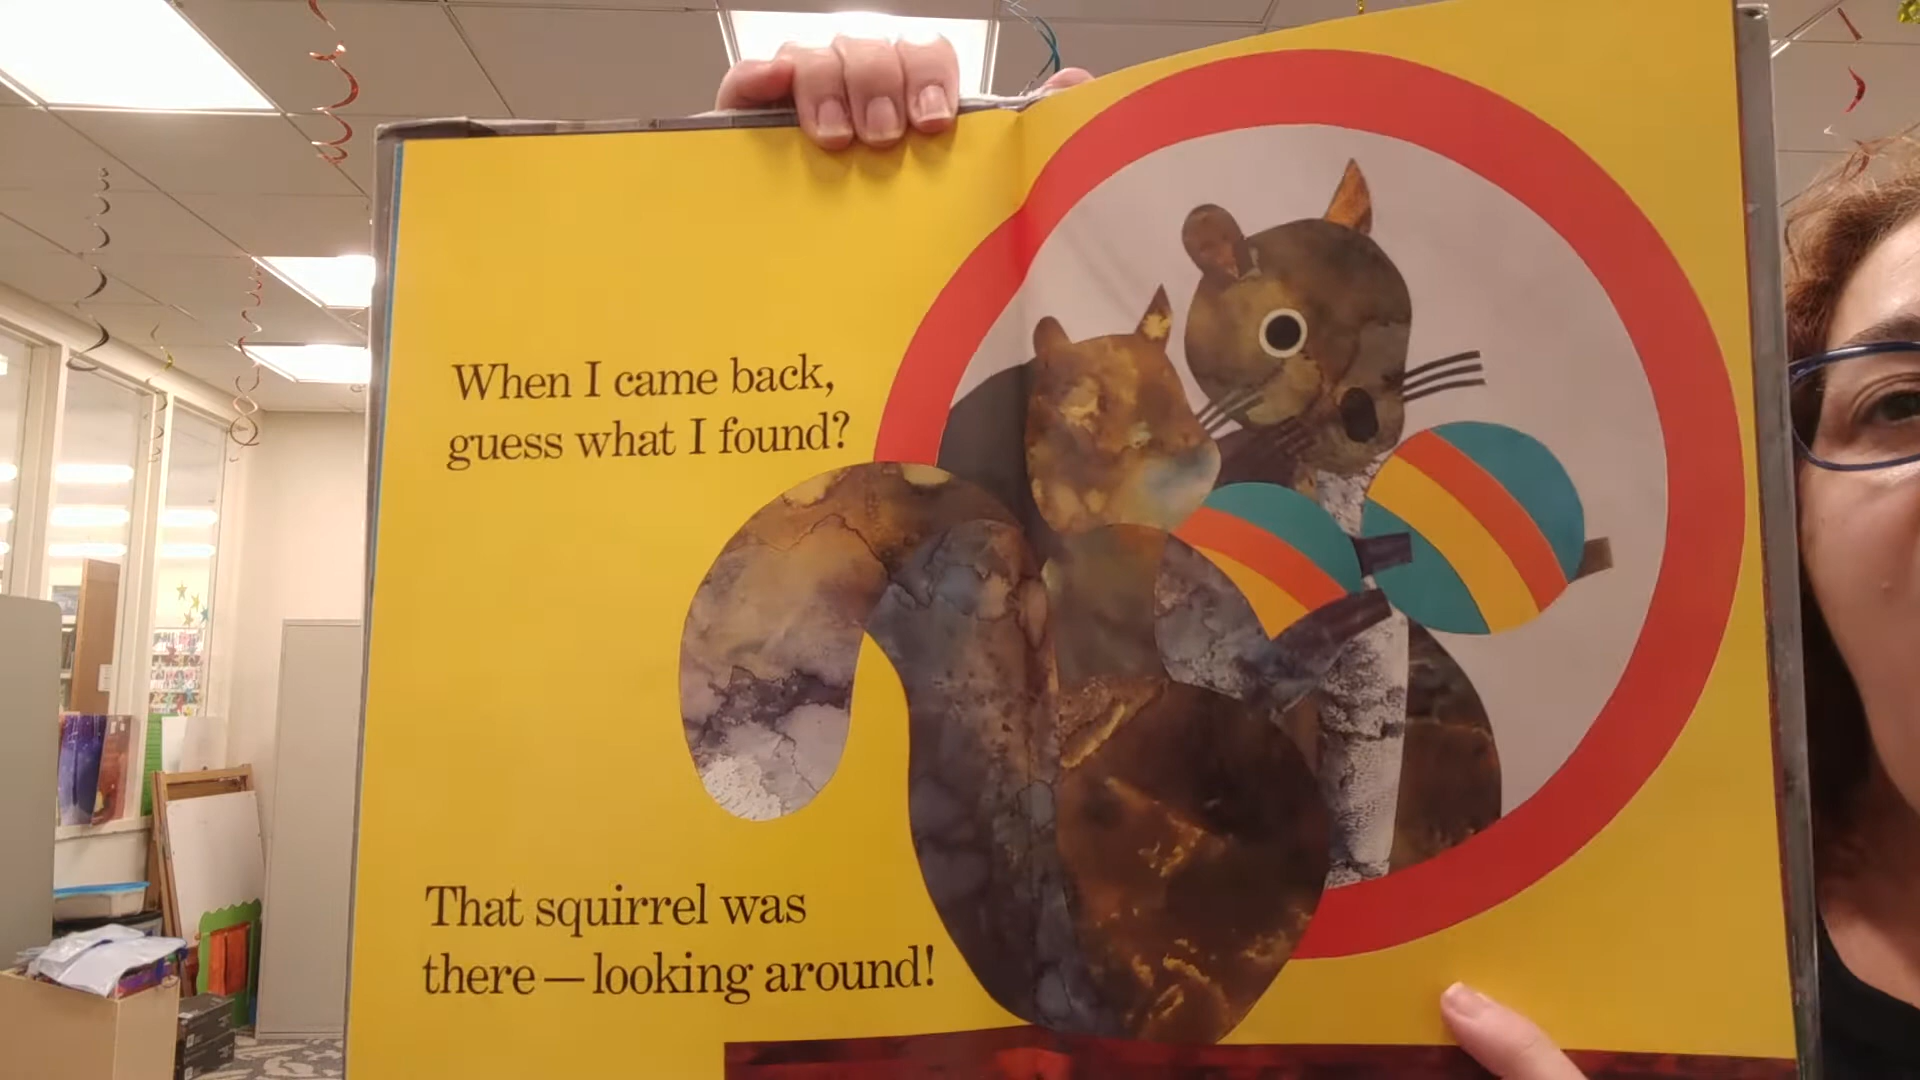 When I came back,
guess what I found?
That squirrel was
there — looking around!